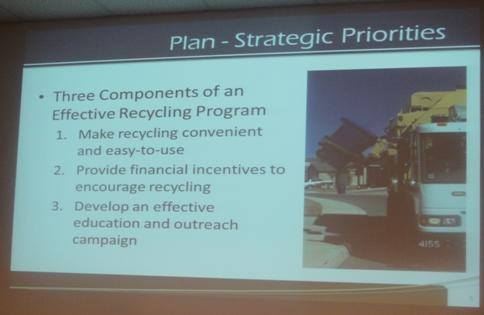 Plan - Strategic Priorities
• Three Components of an
Effective Recycling Program
1. Make recycling convenient
and easy-to-use
2. Provide financial incentives to
encourage recycling
3. Develop an effective
education and outreach
campaign
4155